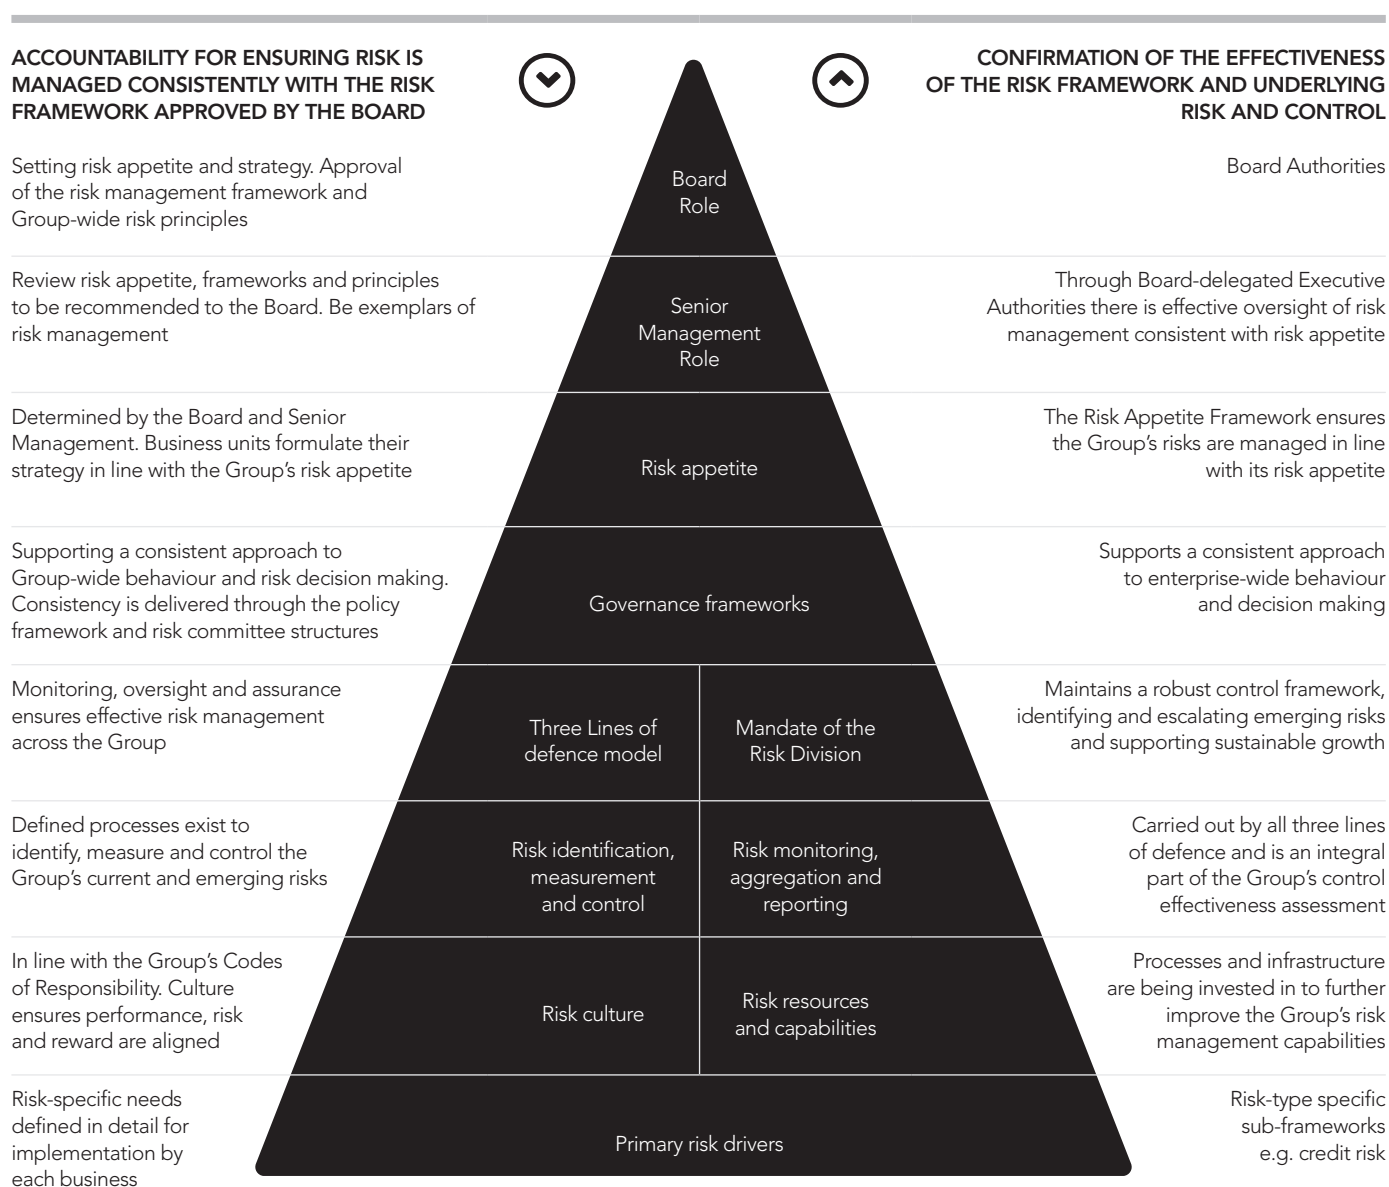 ACCOUNTABILITY FOR ENSURING RISK IS
MANAGED CONSISTENTLY WITH THE RISK
FRAMEWORK APPROVED BY THE BOARD
CONFIRMATION OF THE EFFECTIVENESS
OF THE RISK FRAMEWORK AND UNDERLYING
RISK AND CONTROL
Setting risk appetite and strategy. Approval
of the risk management framework and
Group-wide risk principles
Board
Role
Board Authorities
Review risk appetite, frameworks and principles
to be recommended to the Board. Be exemplars of
risk management
Senior
Management
Role
Through Board-delegated Executive
Authorities there is effective oversight of risk
management consistent with risk appetite
Determined by the Board and Senior
Management. Business units formulate their
strategy in line with the Group's risk appetite
Risk appetite
The Risk Appetite Framework ensures
the Group's risks are managed in line
with its risk appetite
Supporting a consistent approach to
Group-wide behaviour and risk decision making.
Consistency is delivered through the policy
framework and risk committee structures
Governance frameworks
Supports a consistent approach
to enterprise-wide behaviour
and decision making
Monitoring, oversight and assurance
ensures effective risk management
across the Group
Three Lines of
defence model
Mandate of the
Risk Division
Maintains a robust control framework,
identifying and escalating emerging risks
and supporting sustainable growth
Defined processes exist to
identify, measure and control the
Group's current and emerging risks
Risk identification,
measurement
and control
Risk monitoring,
aggregation and
reporting
Carried out by all three lines
of defence and is an integral
part of the Group's control
effectiveness assessment
In line with the Group's Codes
of Responsibility. Culture
ensures performance, risk
and reward are aligned
Risk culture
Risk resources
and capabilities
Processes and infrastructure
are being invested in to further
improve the Group's risk
management capabilities
Risk-specific needs
defined in detail for
implementation by
each business
Primary risk drivers
Risk-type specific
sub-frameworks
e.g. credit risk